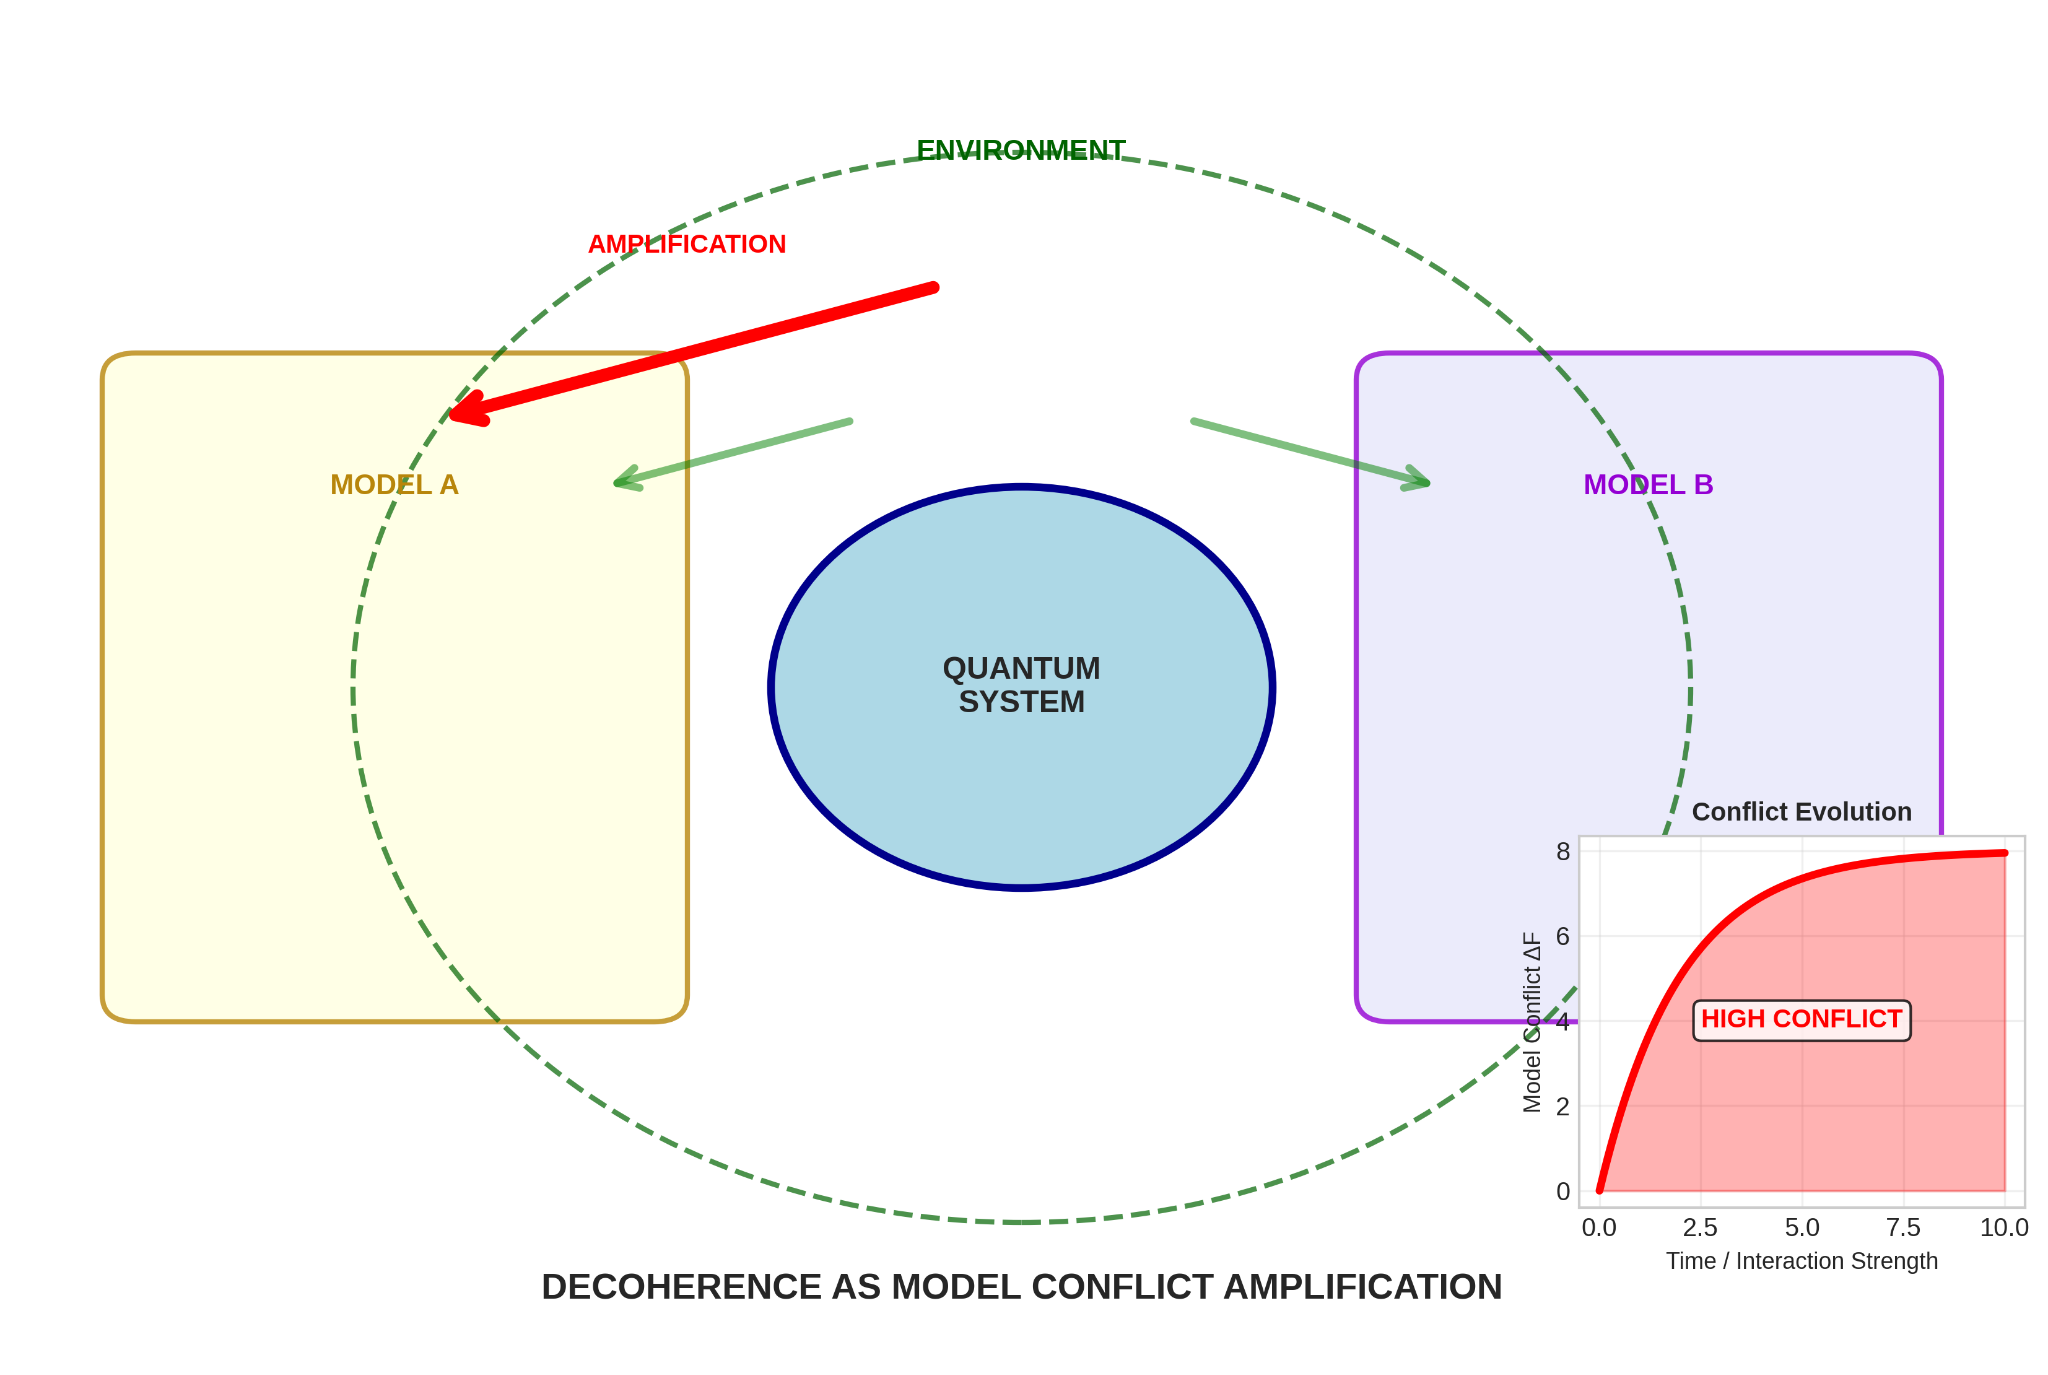 ENVIRONMENT
AMPLIFICATION
MODEL A
MODEL B
QUANTUM
SYSTEM
Conflict Evolution
Model Conflict ΔF
8
6
4
2
0
HIGH CONFLICT
0.0 2.5 5.0 7.5 10.0
Time / Interaction Strength
DECOHERENCE AS MODEL CONFLICT AMPLIFICATION